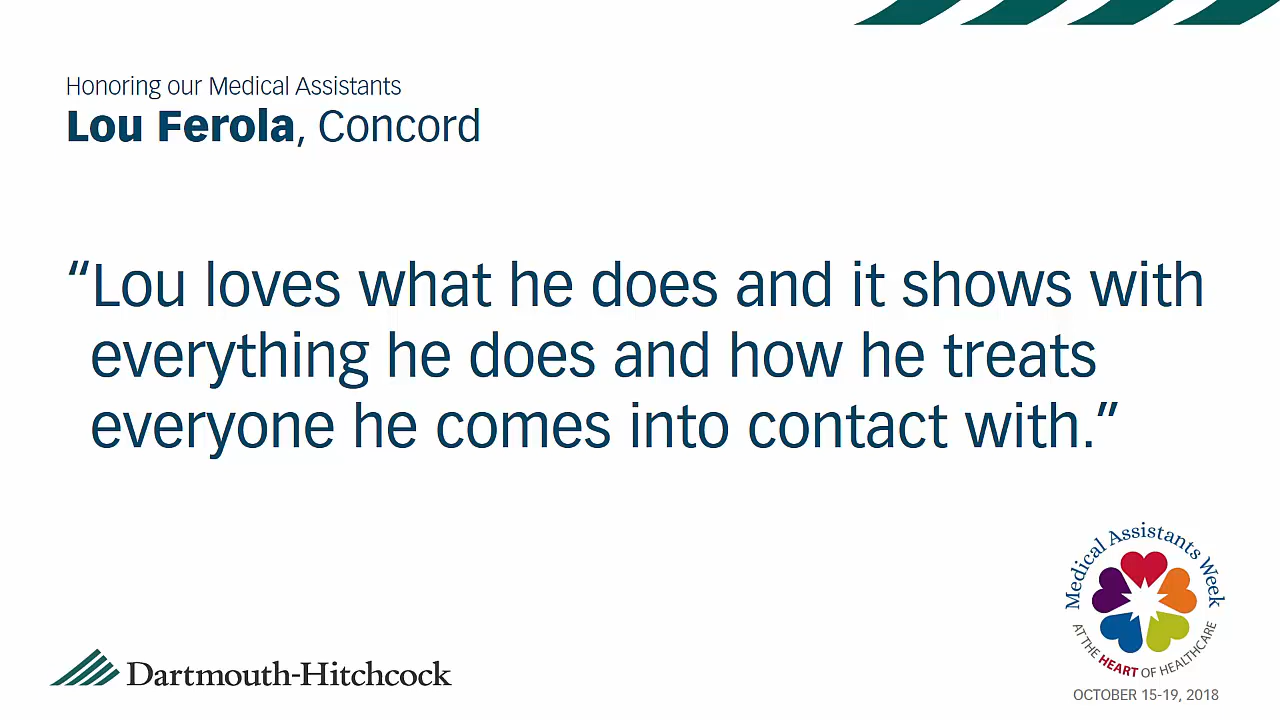 Honoring our Medical Assistants
Lou Ferola, Concord
“Lou loves what he does and it shows with
everything he does and how he treats
everyone he comes into contact with.”
Medical Assistants Week
AT THE HEART OF HEALTHCARE
OCTOBER 15-19, 2018
Dartmouth-Hitchcock